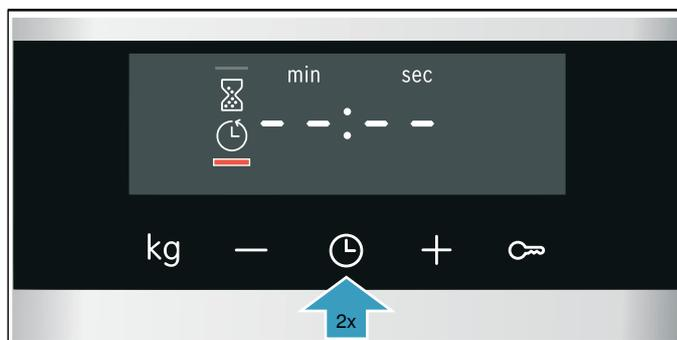 min sec
-- -- : -- --
kg
2x